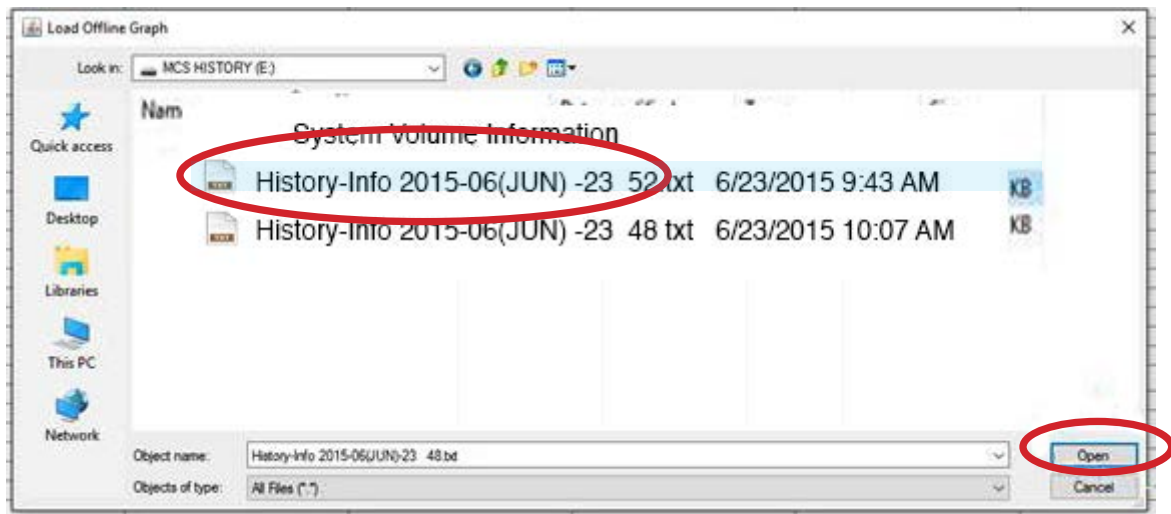 Load Offline Graph
Look in: MCS HISTORY (E:)
Nam
System Volume Information
History-Info 2015-06(JUN) -23 52.txt 6/23/2015 9:43 AM KB
History-Info 2015-06(JUN) -23 48 txt 6/23/2015 10:07 AM KB
Quick access
Desktop
Libraries
This PC
Network
Object name: History-Info 2015-06(JUN)-23 48.txt Open
Objects of type: All Files (*.*) Cancel